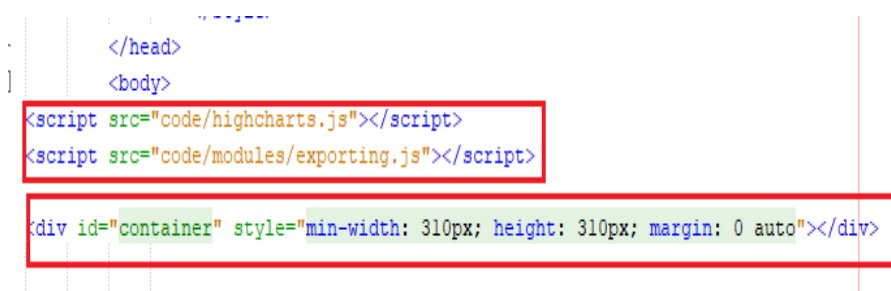 </head>
<body>
<script src="code/highcharts.js"></script>
<script src="code/modules/exporting.js"></script>
<div id="container" style="min-width: 310px; height: 310px; margin: 0 auto"></div>